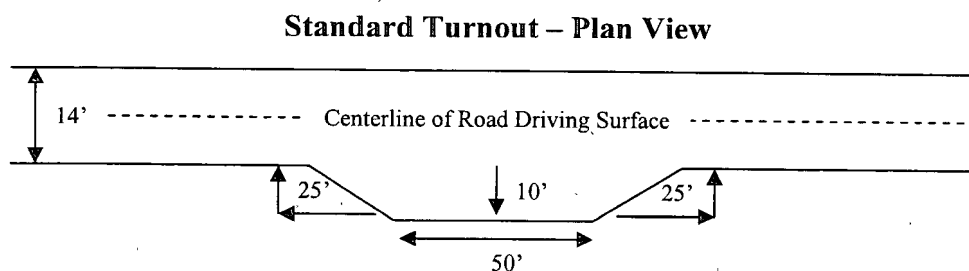 Standard Turnout – Plan View
14’
Centerline of Road Driving Surface
25’
10’
25’
50’